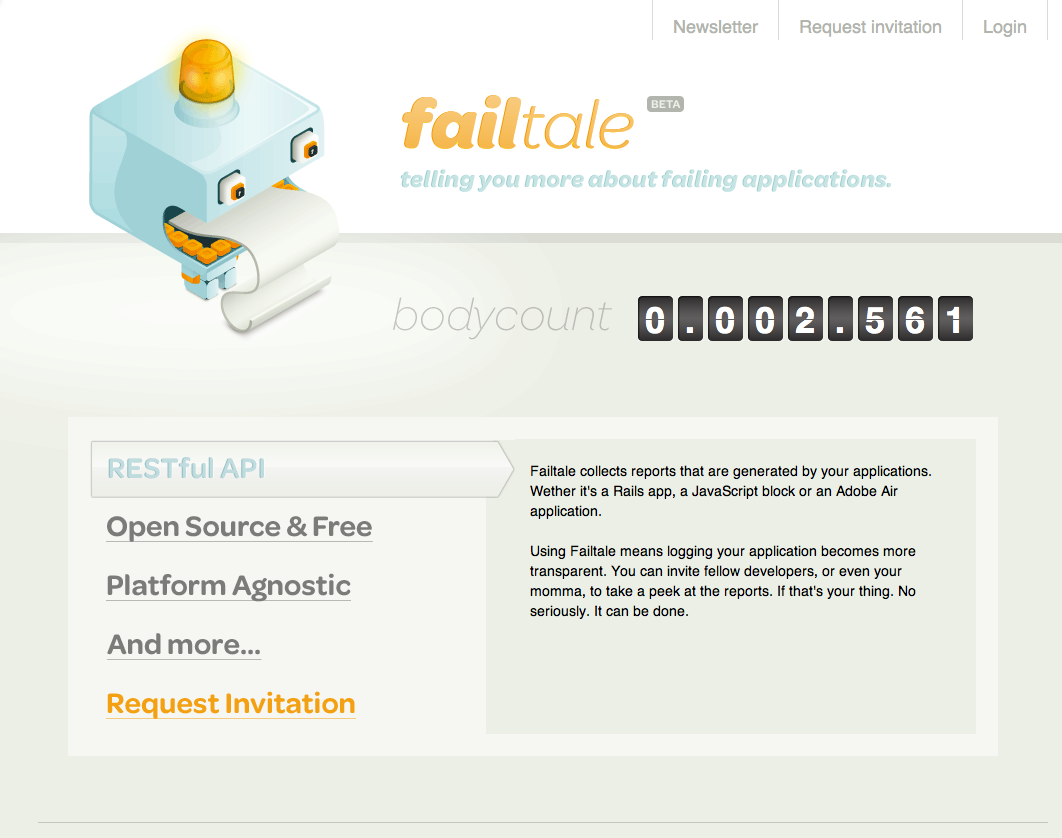 Newsletter
Request invitation
Login
failtale BETA
telling you more about failing applications.
bodycount 0.002.561
RESTful API
Open Source & Free
Platform Agnostic
And more...
Request Invitation
Failtale collects reports that are generated by your applications.
Wether it's a Rails app, a JavaScript block or an Adobe Air
application.
Using Failtale means logging your application becomes more
transparent. You can invite fellow developers, or even your
momma, to take a peek at the reports. If that's your thing. No
seriously. It can be done.